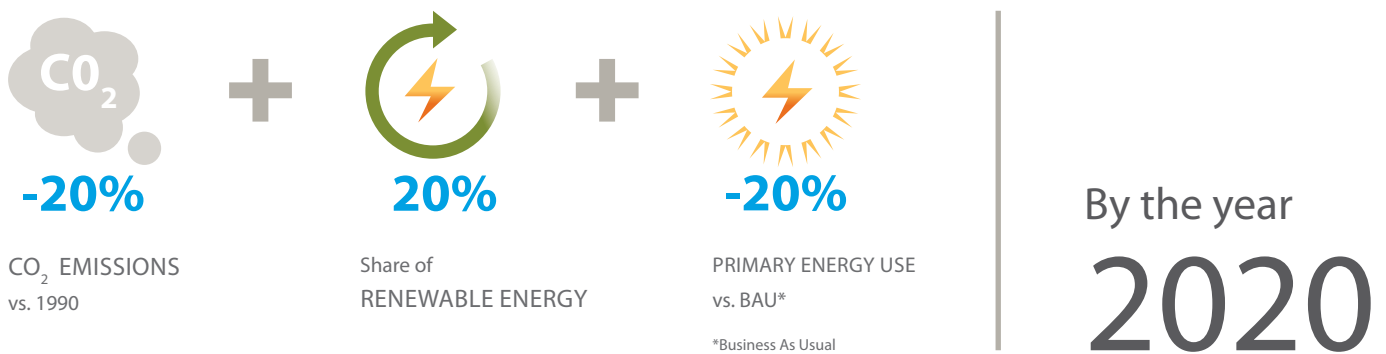 CO2
-20%
CO2 EMISSIONS
vs. 1990
20%
Share of
RENEWABLE ENERGY
-20%
PRIMARY ENERGY USE
vs. BAU*
*Business As Usual
By the year
2020